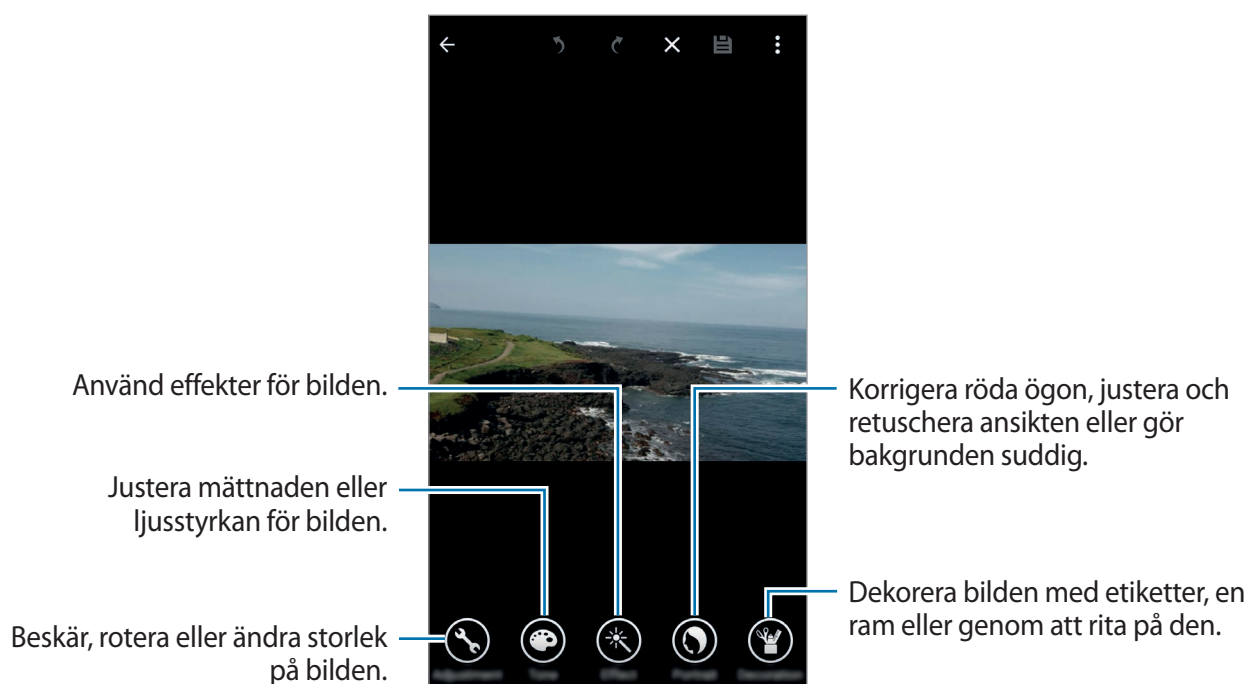 Använd effekter för bilden.
Justera mättnaden eller
ljusstyrkan för bilden.
Beskär, rotera eller ändra storlek
på bilden.
Korrigera röda ögon, justera och
retuschera ansikten eller gör
bakgrunden suddig.
Dekorera bilden med etiketter, en
ram eller genom att rita på den.